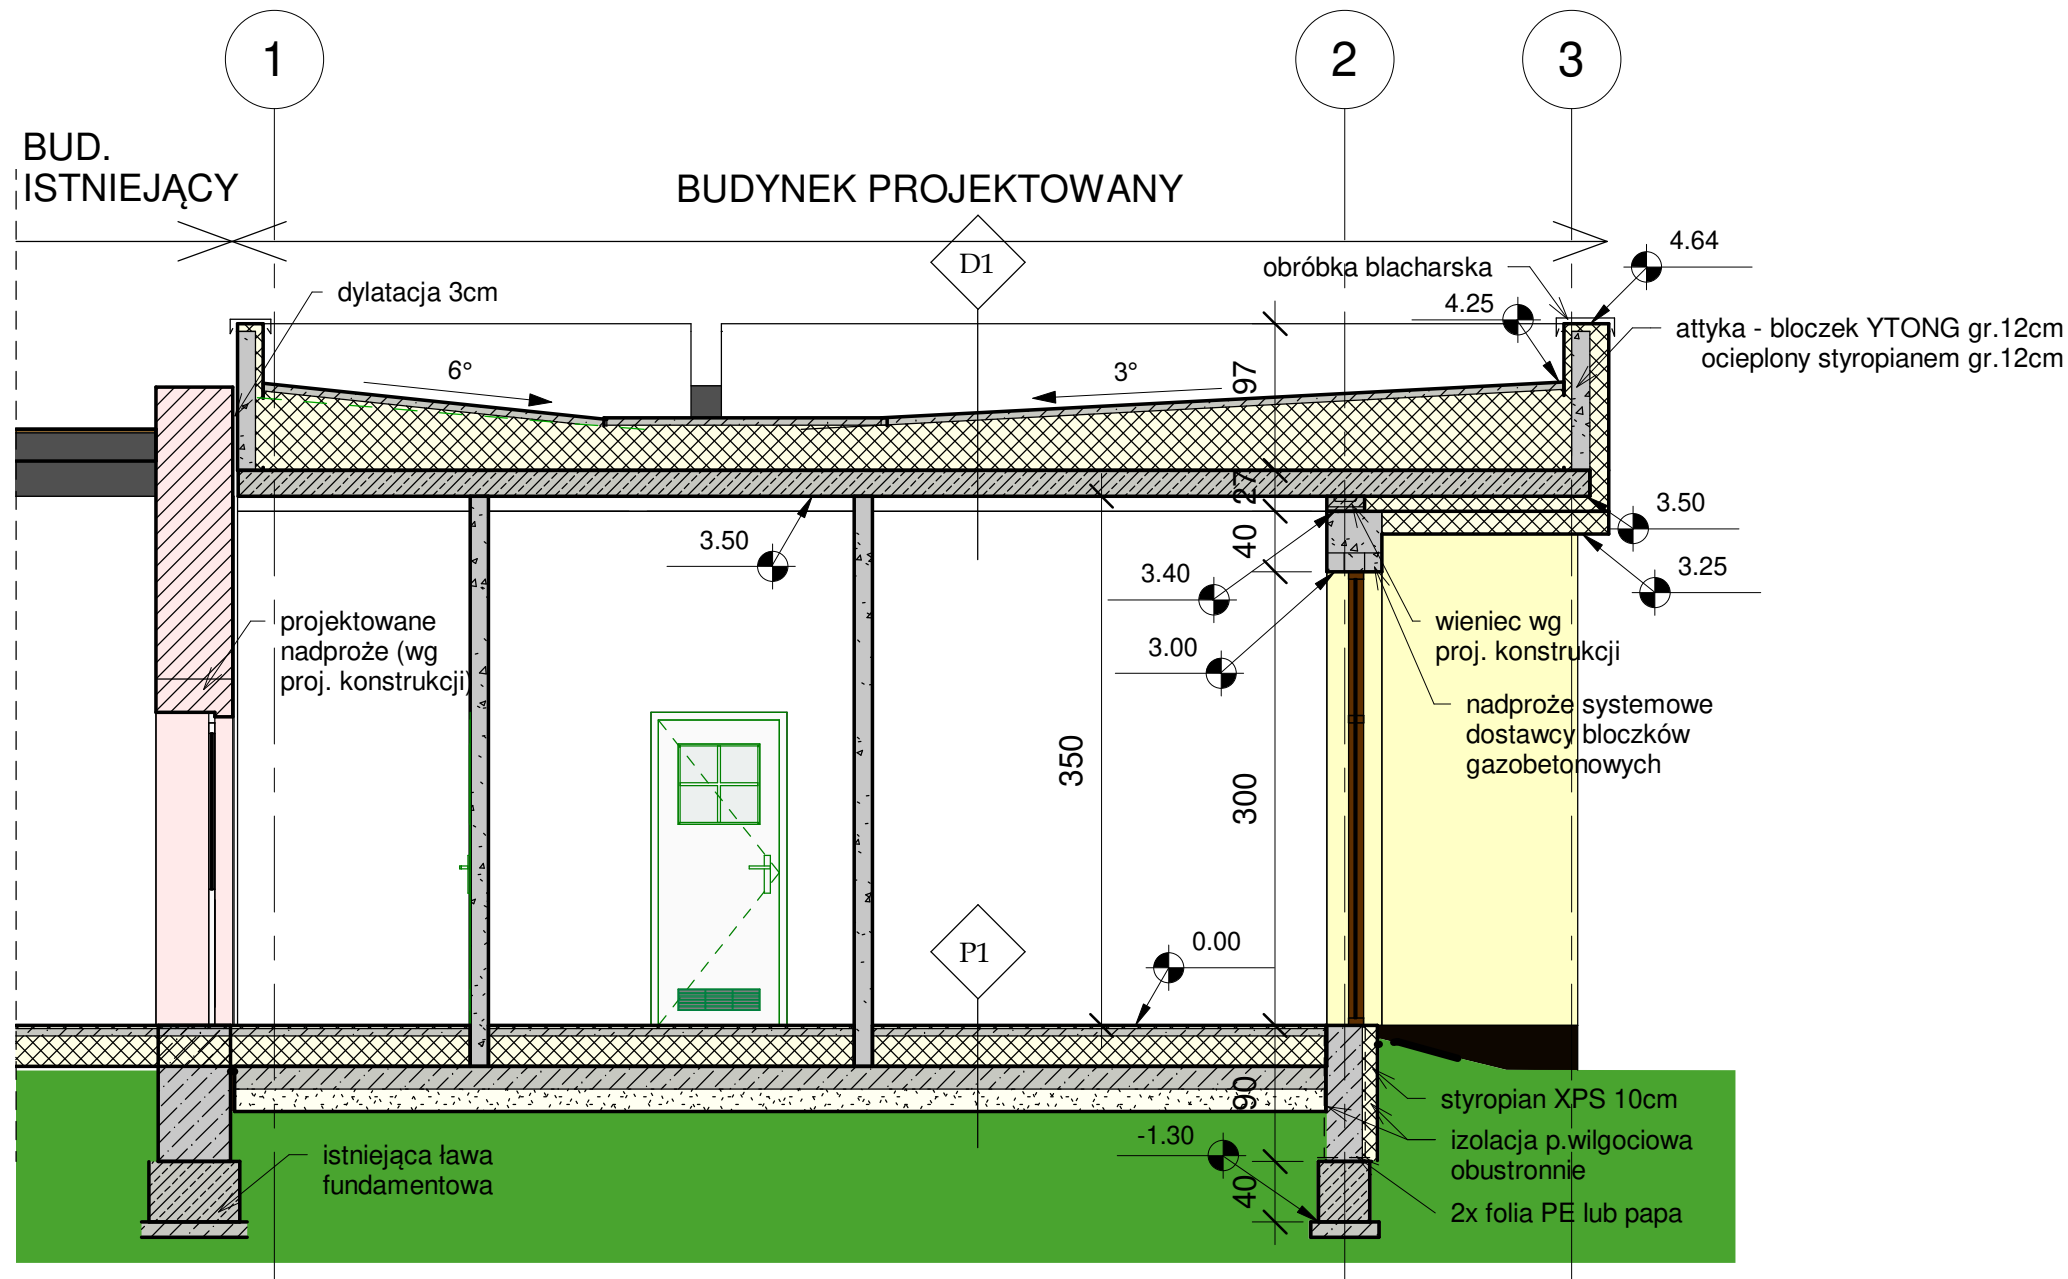 1
2
3
BUD.
ISTNIEJĄCY
BUDYNEK PROJEKTOWANY
D1
obróbka blacharska
4.64
4.25
dylatacja 3cm
attyka - bloczek YTONG gr.12cm
ocieplony styropianem gr.12cm
6°
3°
97
27
40
3.50
3.50
3.40
3.25
3.00
projektowane
nadproże (wg
proj. konstrukcji)
wieniec wg
proj. konstrukcji
nadproże systemowe
dostawcy bloczków
gazobetonowych
350
300
P1
0.00
90
styropian XPS 10cm
-1.30
izolacja p.wilgociowa
obustronnie
istniejąca ława
fundamentowa
40
2x folia PE lub papa